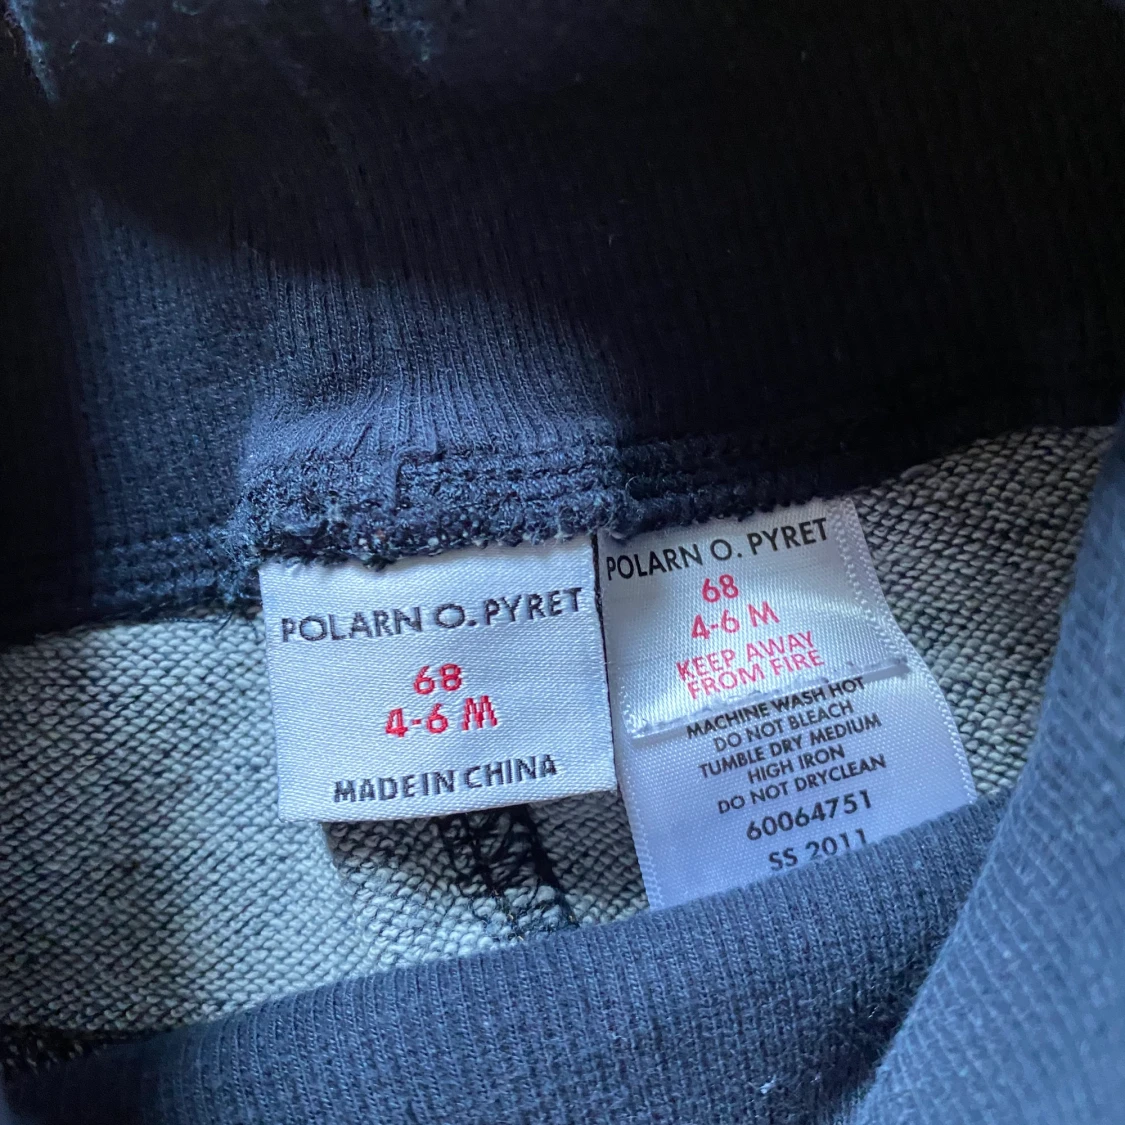 POLARN O. PYRET
68
4-6 M
MADE IN CHINA
POLARN O. PYRET
68
4-6 M
KEEP AWAY
FROM FIRE
MACHINE WASH HOT
DO NOT BLEACH
TUMBLE DRY MEDIUM
HIGH IRON
DO NOT DRYCLEAN
60064751
SS 2011